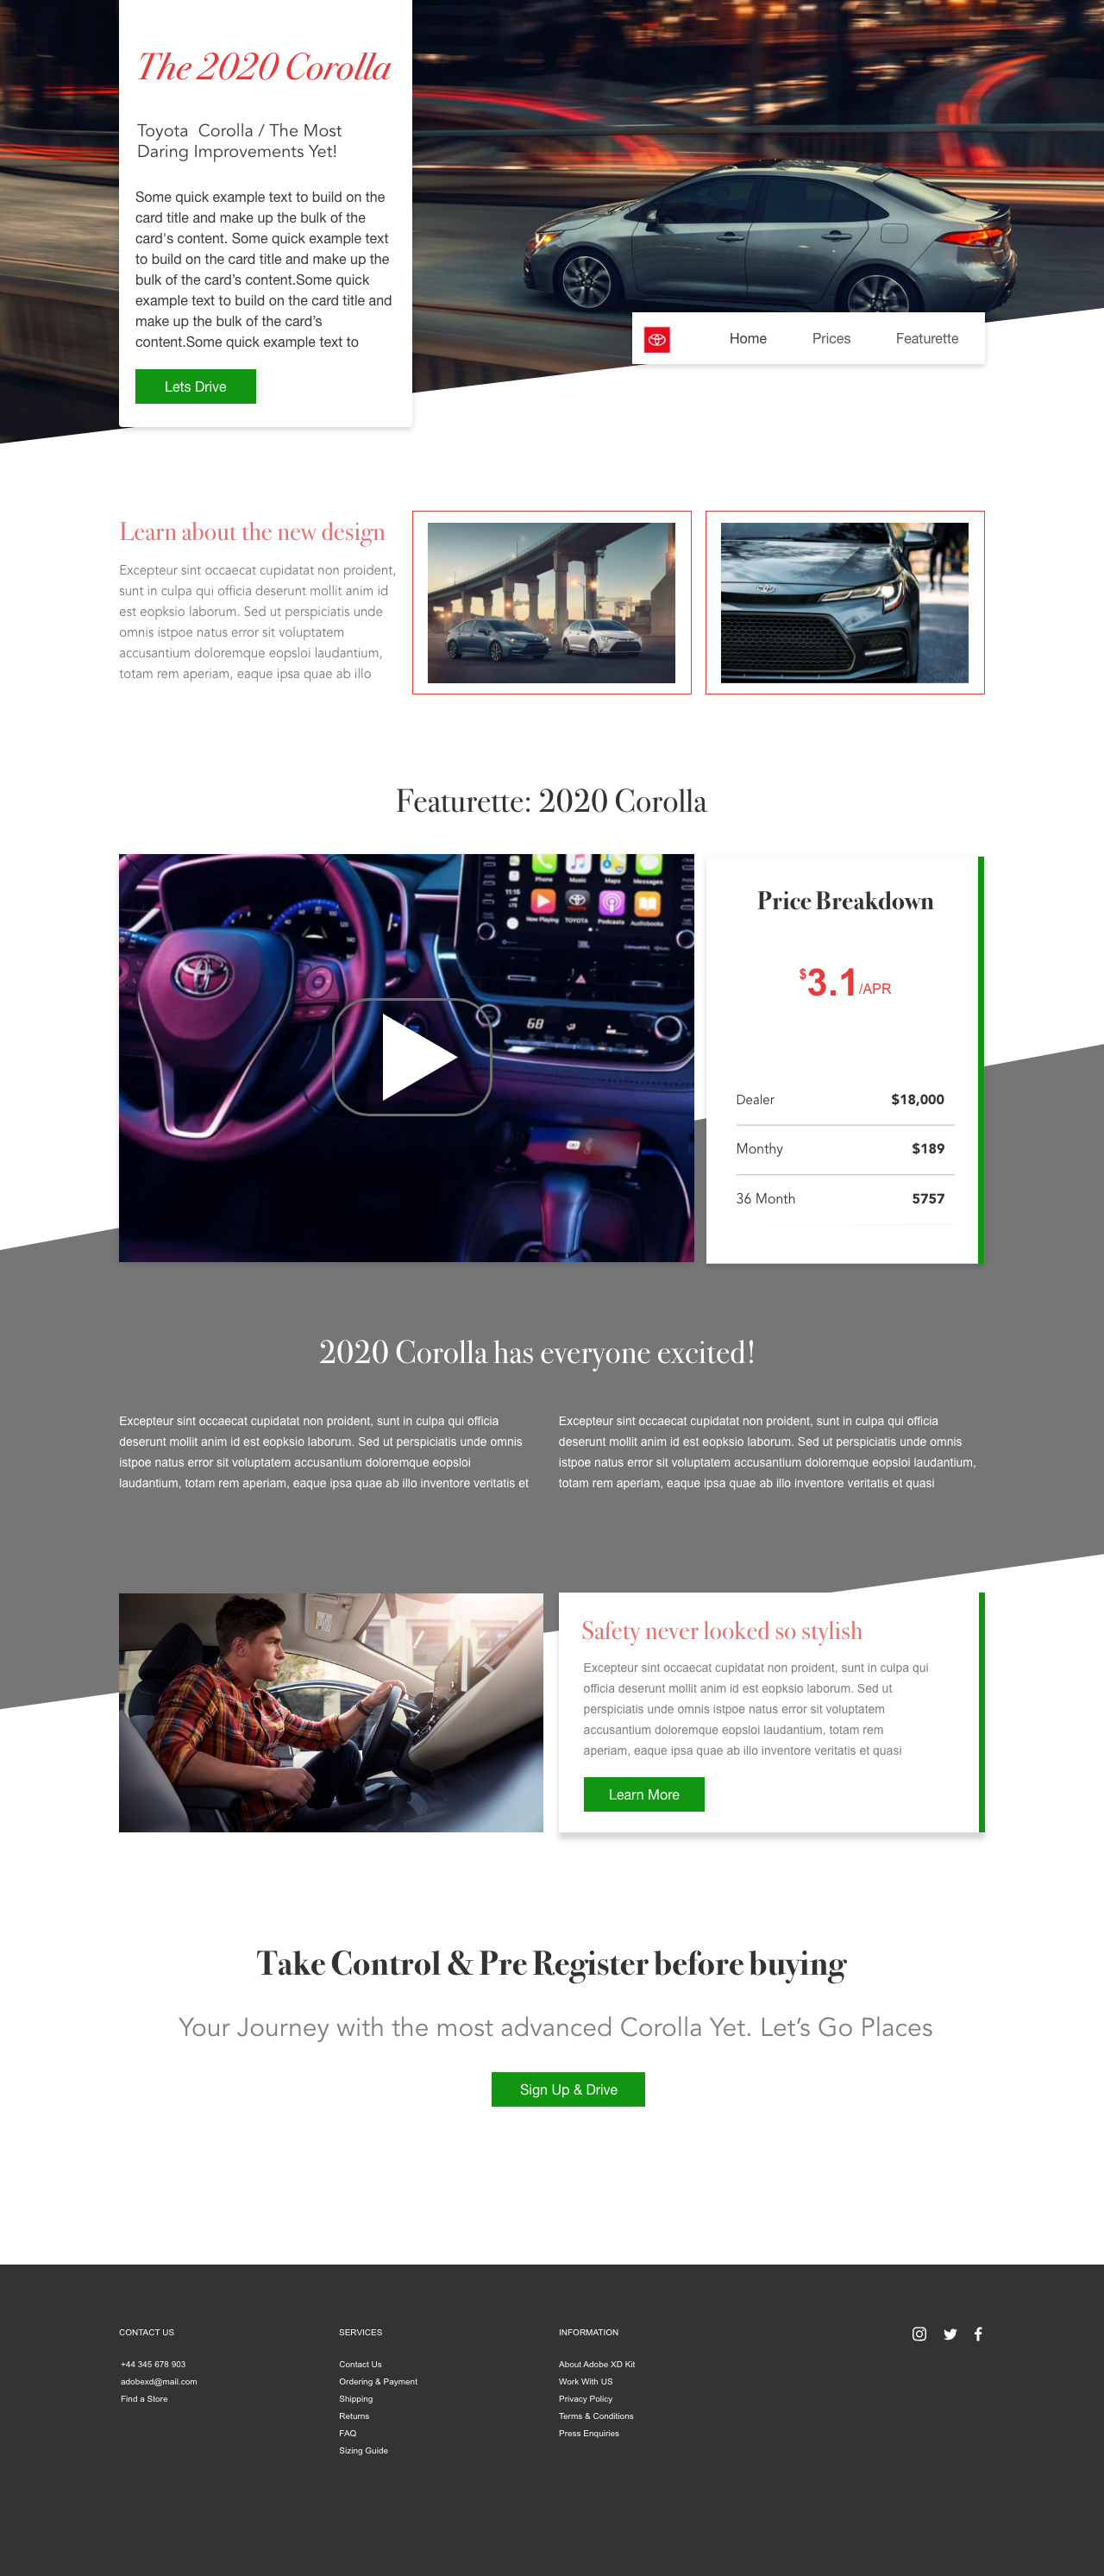 The 2020 Corolla
Toyota  Corolla / The Most
Daring Improvements Yet!
Some quick example text to build on the
card title and make up the bulk of the
card's content. Some quick example text
to build on the card title and make up the
bulk of the card’s content.Some quick
example text to build on the card title and
make up the bulk of the card’s
content.Some quick example text to
Lets Drive
Home
Prices
Featurette
Learn about the new design
Excepteur sint occaecat cupidatat non proident,
sunt in culpa qui officia deserunt mollit anim id
est eopksio laborum. Sed ut perspiciatis unde
omnis istpoe natus error sit voluptatem
accusantium doloremque eopsloi laudantium,
totam rem aperiam, eaque ipsa quae ab illo
Featurette: 2020 Corolla
Phone
Music
Maps
Messages
11:15
LTE
Now Playing
TOYOTA
Podcasts
Audiobooks
120
68
Price Breakdown
$3.1/APR
Dealer
$18,000
Monthy
$189
36 Month
5757
2020 Corolla has everyone excited!
Excepteur sint occaecat cupidatat non proident, sunt in culpa qui officia
deserunt mollit anim id est eopksio laborum. Sed ut perspiciatis unde omnis
istpoe natus error sit voluptatem accusantium doloremque eopsloi
laudantium, totam rem aperiam, eaque ipsa quae ab illo inventore veritatis et
Excepteur sint occaecat cupidatat non proident, sunt in culpa qui officia
deserunt mollit anim id est eopksio laborum. Sed ut perspiciatis unde omnis
istpoe natus error sit voluptatem accusantium doloremque eopsloi laudantium,
totam rem aperiam, eaque ipsa quae ab illo inventore veritatis et quasi
Safety never looked so stylish
Excepteur sint occaecat cupidatat non proident, sunt in culpa qui
officia deserunt mollit anim id est eopksio laborum. Sed ut
perspiciatis unde omnis istpoe natus error sit voluptatem
accusantium doloremque eopsloi laudantium, totam rem
aperiam, eaque ipsa quae ab illo inventore veritatis et quasi
Learn More
Take Control & Pre Register before buying
Your Journey with the most advanced Corolla Yet. Let’s Go Places
Sign Up & Drive
CONTACT US
+44 345 678 903
adobexd@mail.com
Find a Store
SERVICES
Contact Us
Ordering & Payment
Shipping
Returns
FAQ
Sizing Guide
INFORMATION
About Adobe XD Kit
Work With US
Privacy Policy
Terms & Conditions
Press Enquiries